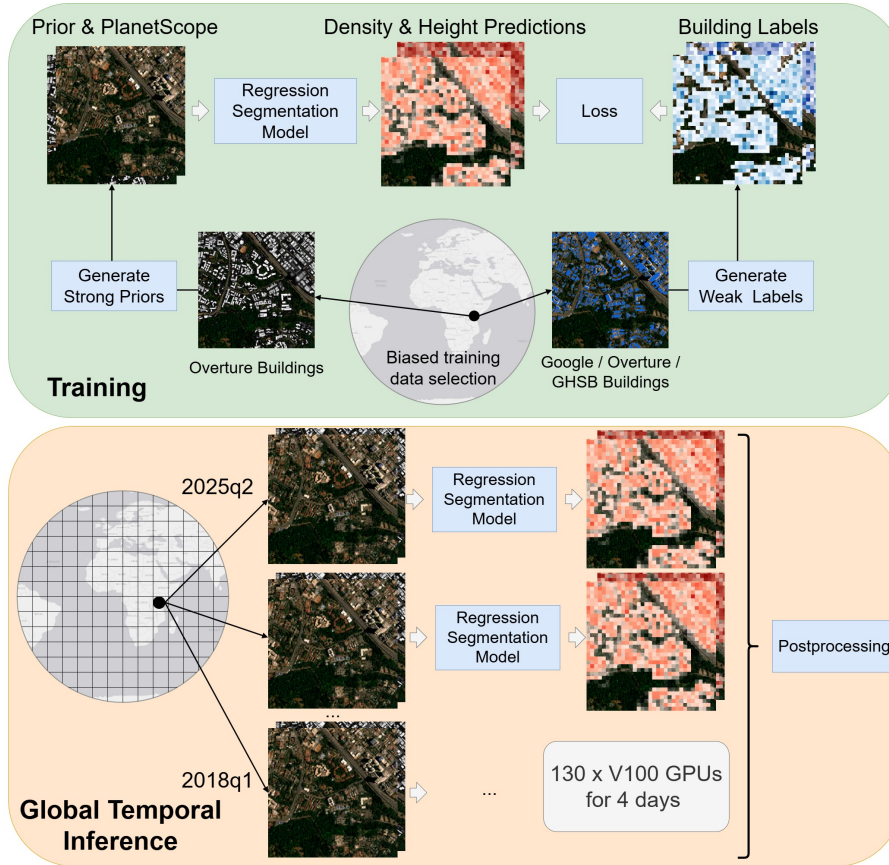 Prior & PlanetScope
Density & Height Predictions
Building Labels
Regression
Segmentation
Model
Loss
Generate
Strong Priors
Generate
Weak Labels
Overture Buildings
Biased training
data selection
Google / Overture /
GHSB Buildings
Training
2025q2
Regression
Segmentation
Model
Regression
Segmentation
Model
Postprocessing
...
2018q1
...
130 x V100 GPUs
for 4 days
Global Temporal
Inference